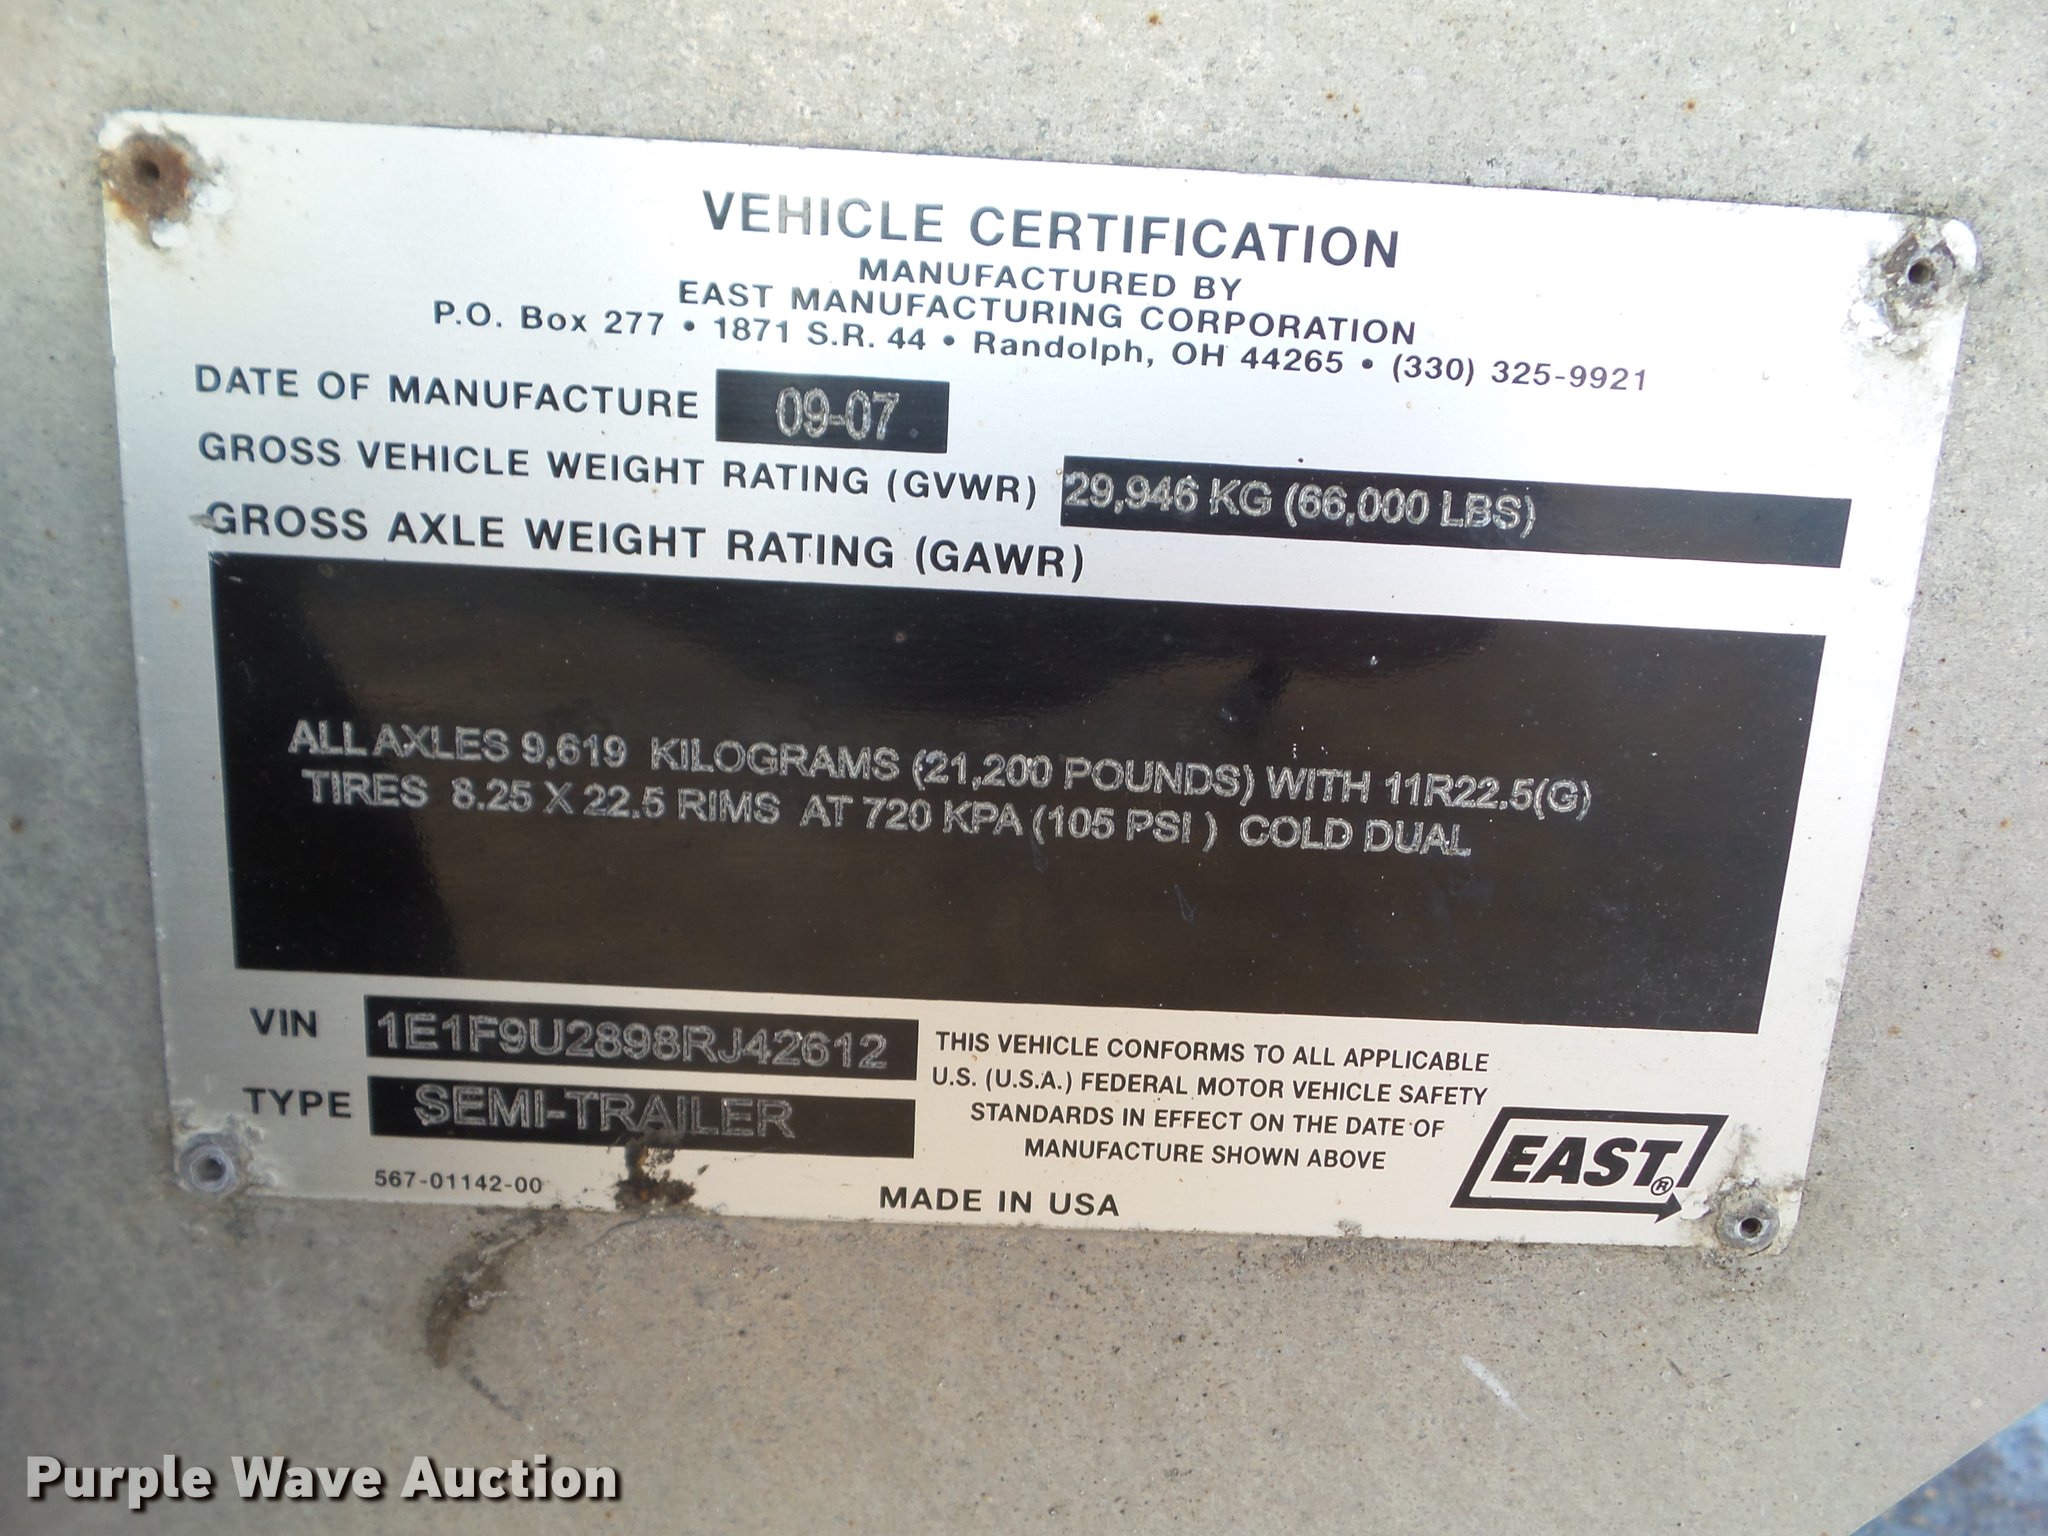 VEHICLE CERTIFICATION
MANUFACTURED BY
EAST MANUFACTURING CORPORATION
P.O. Box 277 • 1871 S.R. 44 • Randolph, OH 44265 • (330) 325-9921
DATE OF MANUFACTURE 09-07
GROSS VEHICLE WEIGHT RATING (GVWR) 29,946 KG (66,000 LBS)
GROSS AXLE WEIGHT RATING (GAWR)
ALL AXLES 9,619 KILOGRAMS (21,200 POUNDS) WITH 11R22.5(G)
TIRES 8.25 X 22.5 RIMS AT 720 KPA (105 PSI ) COLD DUAL
VIN 1E1F9U2898RJ42612
TYPE SEMI-TRAILER
567-01142-00
THIS VEHICLE CONFORMS TO ALL APPLICABLE
U.S. (U.S.A.) FEDERAL MOTOR VEHICLE SAFETY
STANDARDS IN EFFECT ON THE DATE OF
MANUFACTURE SHOWN ABOVE
MADE IN USA
EAST®
Purple Wave Auction